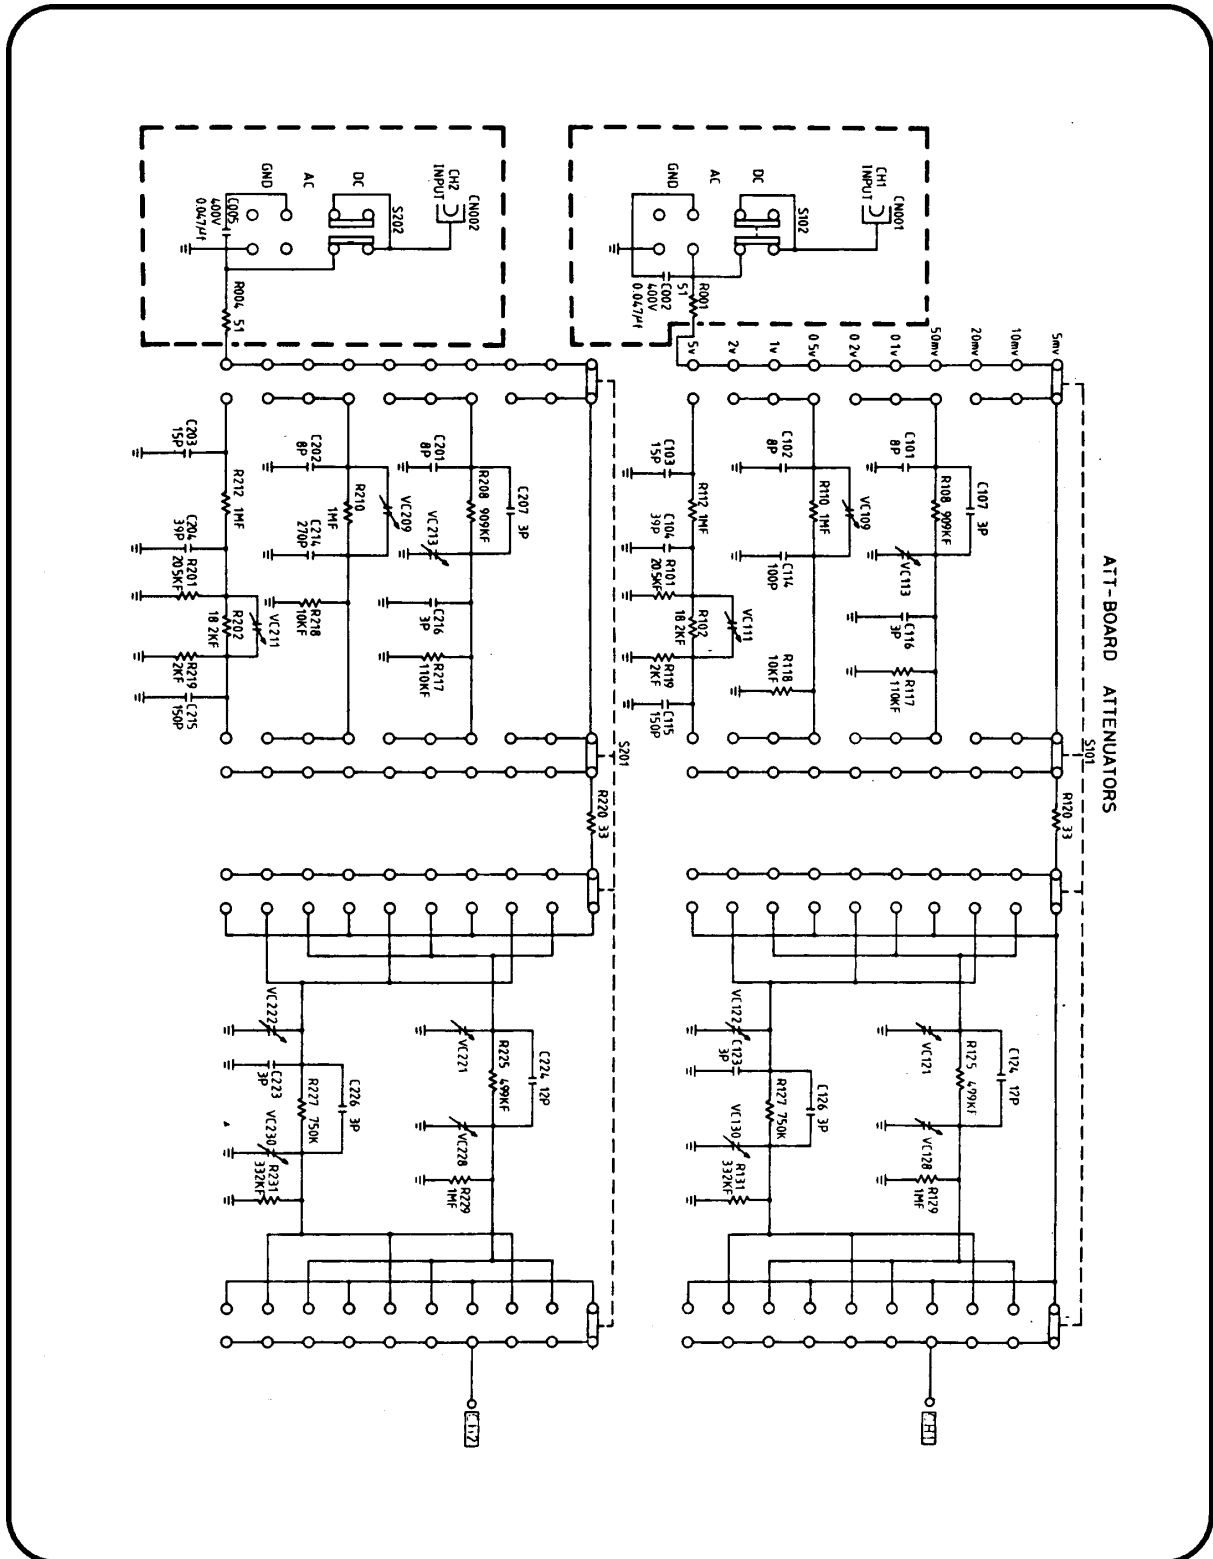 ATT-BOARD ATTENUATORS
CN001
CH1
INPUT
S102
DC
AC
GND
R001
51
C002
400V
0.047µf
5mv
10mv
20mv
50mv
0.1v
0.2v
0.5v
1v
2v
5v
C107 3P
C101
8P
R108 909KF
VC113
C116
3P
R117
110KF
VC109
C102
8P
R110 1MF
C114
100P
R118
10KF
C103
15P
R112 1MF
C104
39P
R101
20.5KF
VC111
R102
18.2KF
R119
2KF
C115
150P
S101
R120 33
C124 12P
VC121
R125 499KF
VC128
R129
1MF
VC122
C123
3P
C126 3P
R127 750K
VC130
R131
332KF
CH1
CN002
CH2
INPUT
S202
DC
AC
GND
C005
400V
0.047µf
R004 51
C207 3P
C201
8P
R208 909KF
VC213
C216
3P
R217
110KF
VC209
C202
8P
R210
1MF
C214
270P
R218
10KF
C203
15P
R212 1MF
C204
39P
R201
20.5KF
VC211
R202
18.2KF
R219
2KF
C215
150P
S201
R220 33
C224 12P
VC221
R225 499KF
VC228
R229
1MF
VC222
C223
3P
C226 3P
R227 750K
VC230
R231
332KF
CH2